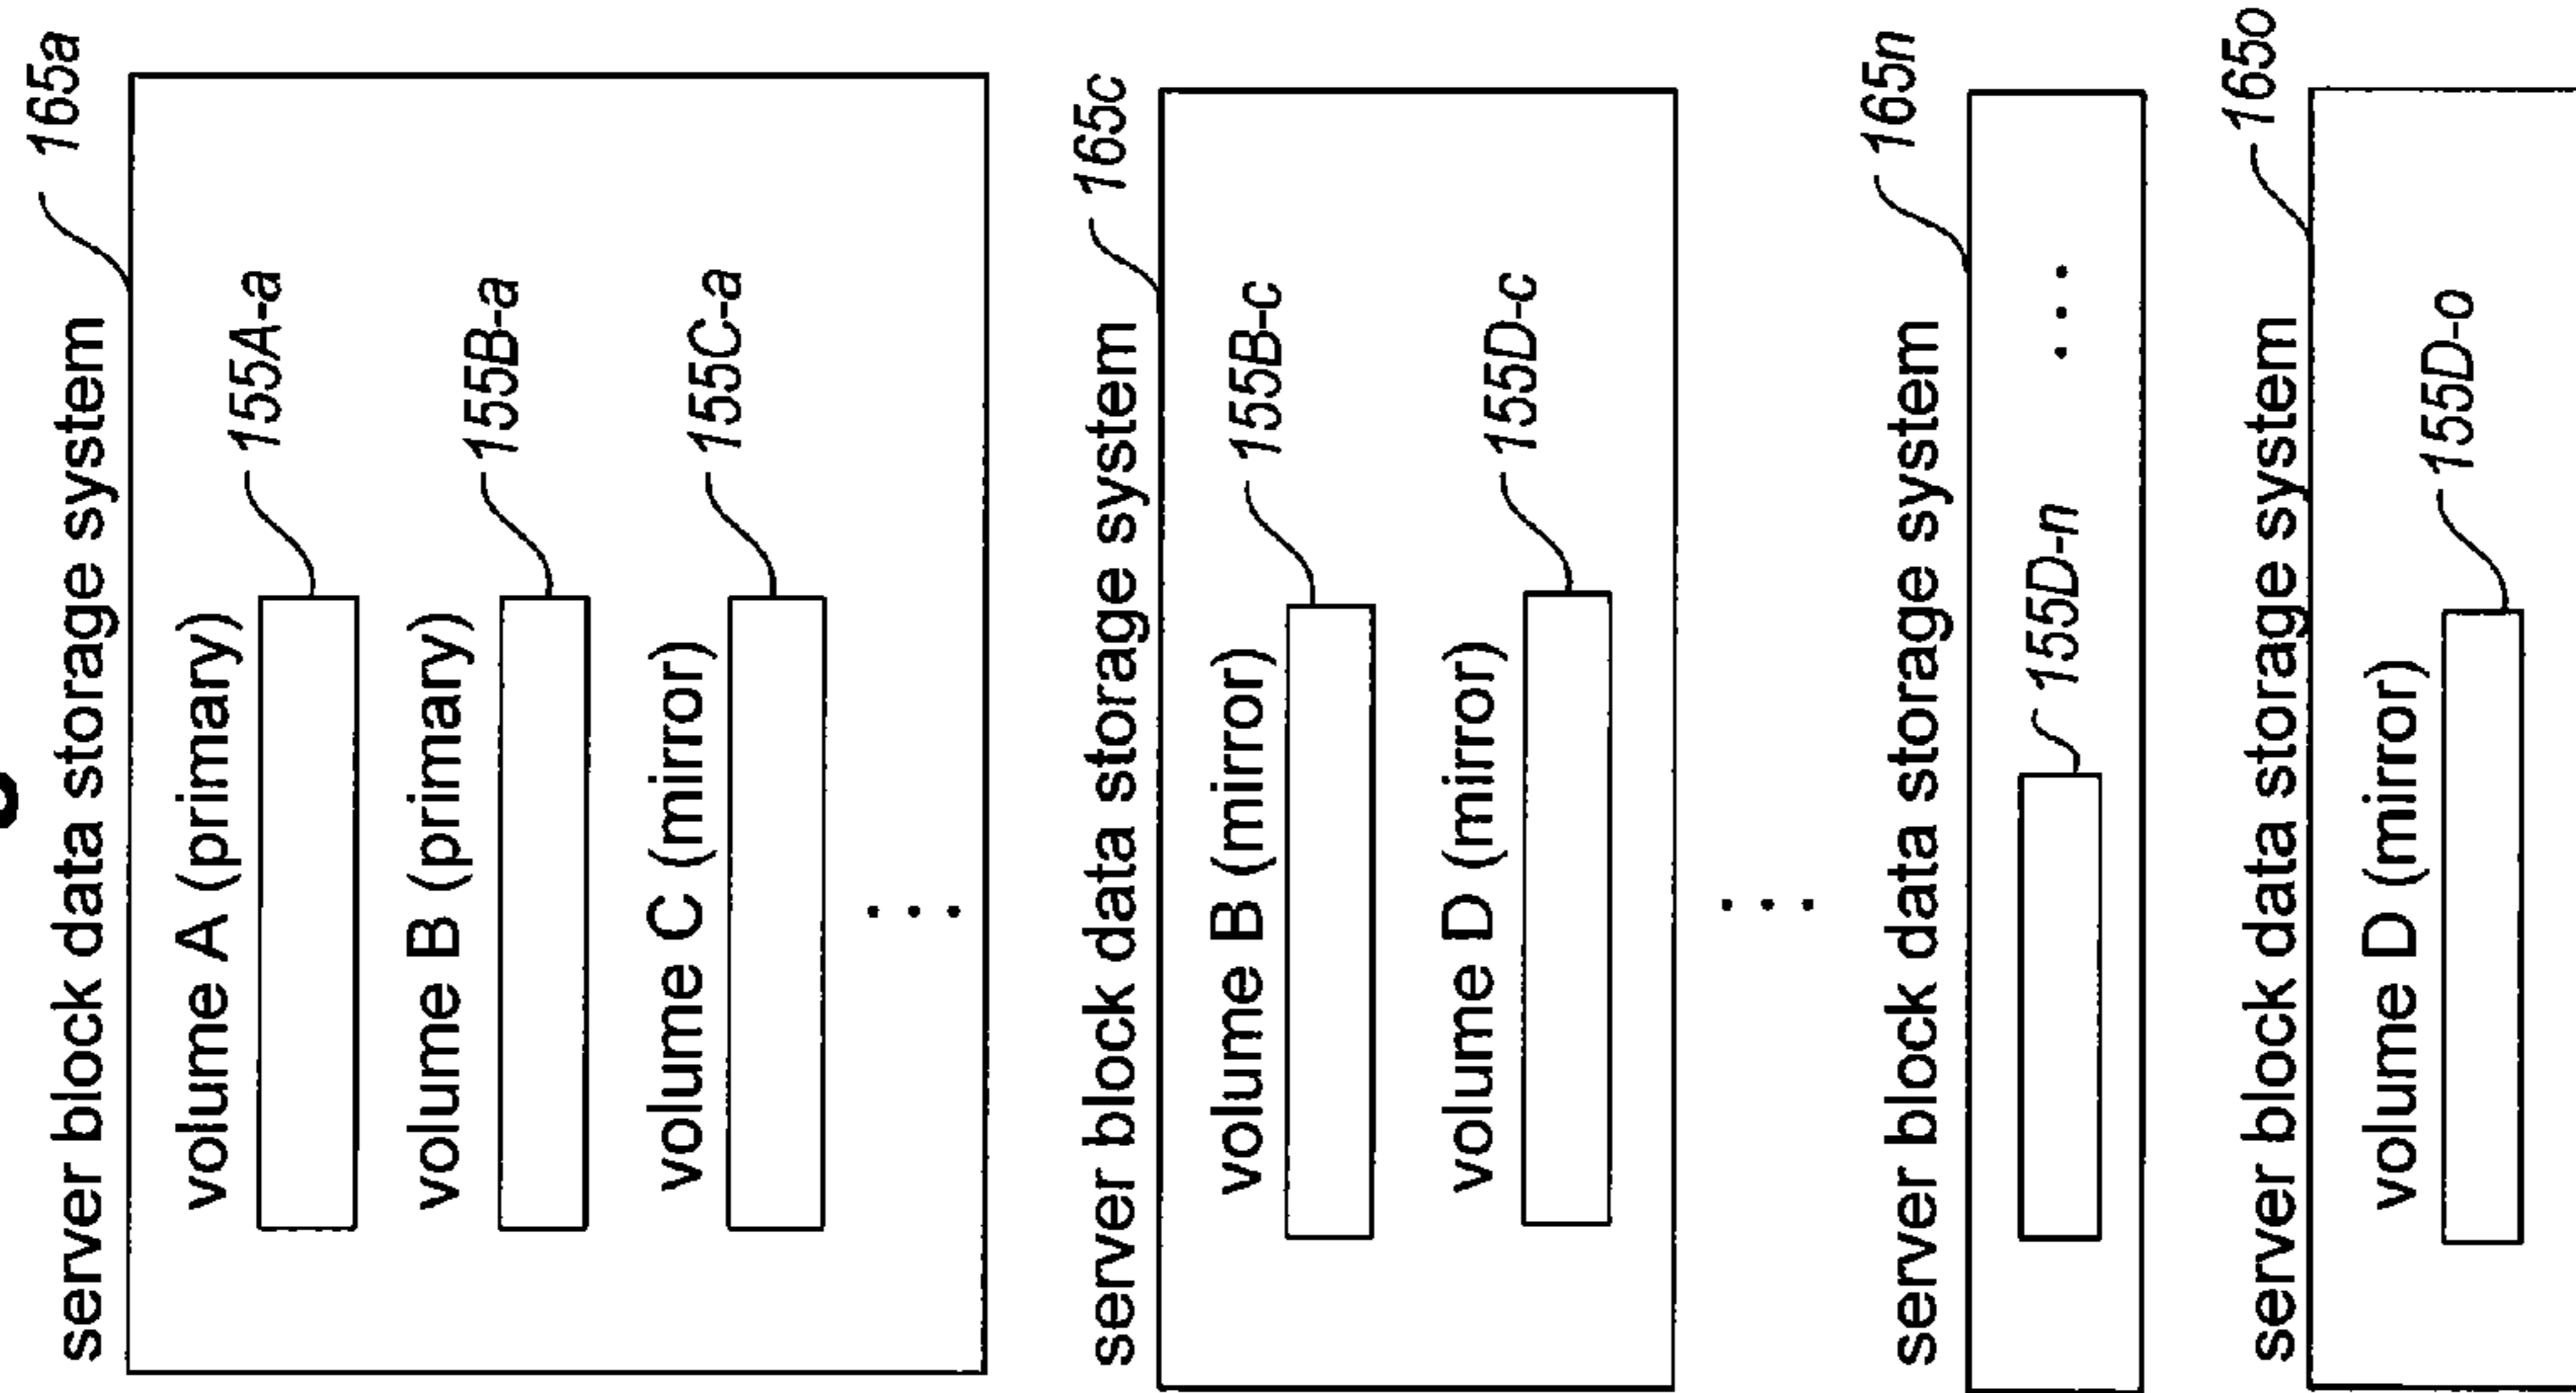 server block data storage system
165a
volume A (primary)
155A-a
volume B (primary)
155B-a
volume C (mirror)
155C-a
. . .
server block data storage system
165c
volume B (mirror)
155B-c
volume D (mirror)
155D-c
. . .
server block data storage system
165n
155D-n
. . .
server block data storage system
165o
volume D (mirror)
155D-o